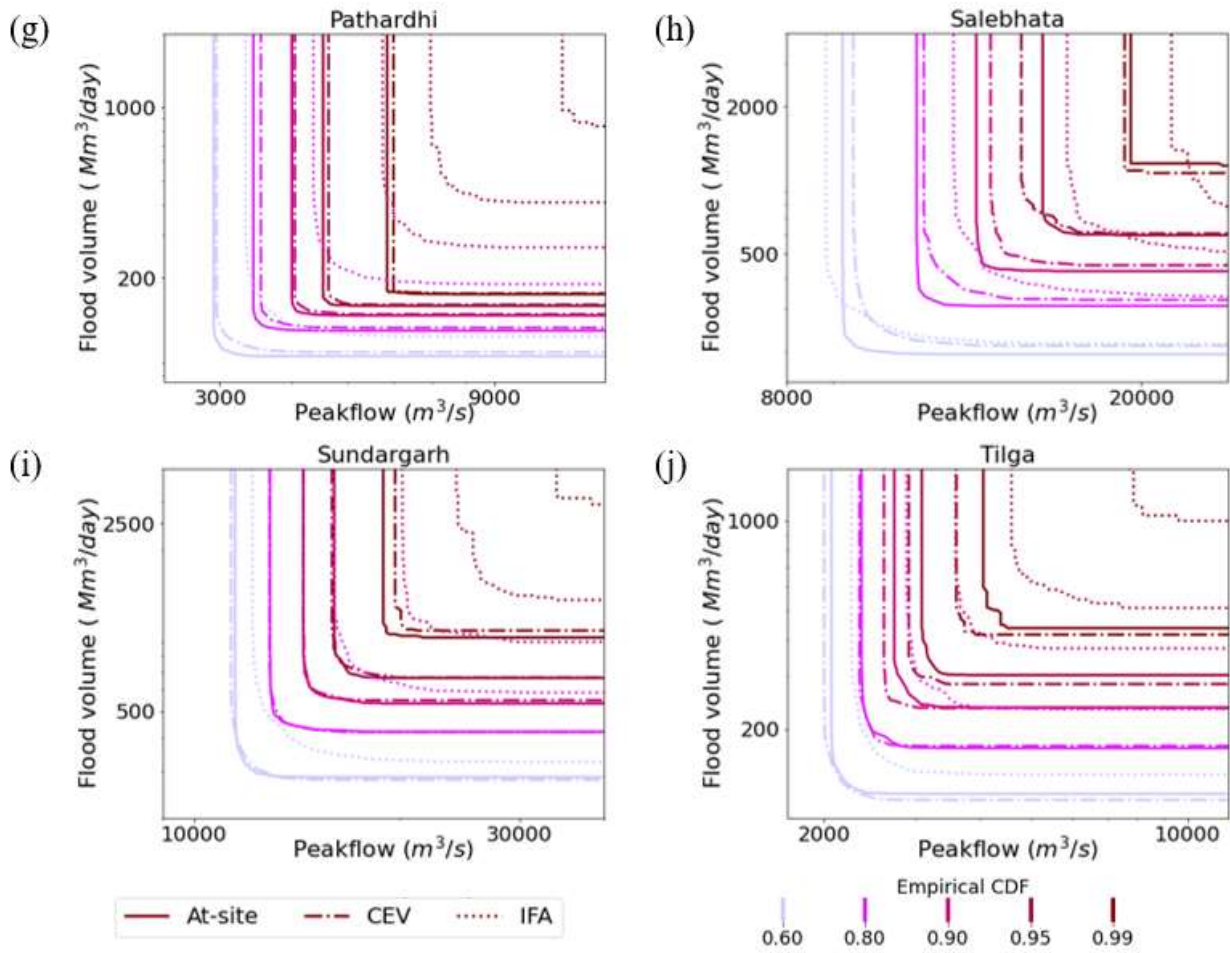 (g)
Pathardhi
Flood volume ( Mm³/day)
1000
200
3000
9000
Peakflow (m³/s)
(h)
Salebhata
Flood volume ( Mm³/day)
2000
500
8000
20000
Peakflow (m³/s)
(i)
Sundargarh
Flood volume ( Mm³/day)
2500
500
10000
30000
Peakflow (m³/s)
(j)
Tilga
Flood volume ( Mm³/day)
1000
200
2000
10000
Peakflow (m³/s)
At-site CEV IFA
Empirical CDF
0.60 0.80 0.90 0.95 0.99